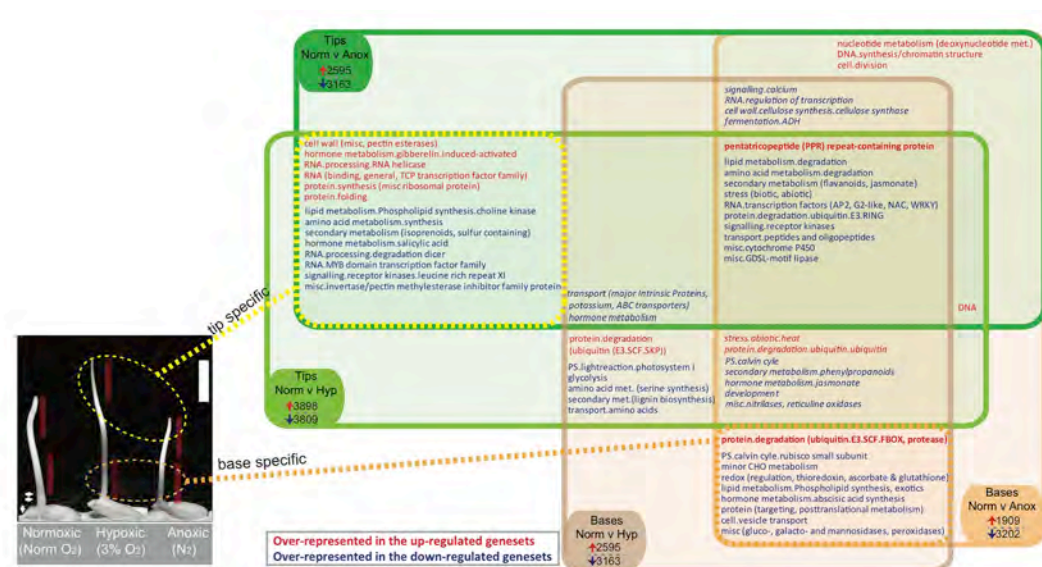 Tips
Norm v Anox
↑2595
↓3163
nucleotide metabolism (deoxynucleotide met.)
DNA.synthesis/chromatin structure
cell.division
signalling.calcium
RNA.regulation of transcription
cell wall.cellulose synthesis.cellulose synthase
fermentation.ADH
cell wall (misc, pectin esterases)
hormone metabolism.gibberelin.induced-activated
RNA.processing.RNA helicase
RNA (binding, general, TCP transcription factor family)
protein.synthesis (misc ribosomal protein)
protein.folding
lipid metabolism.Phospholipid synthesis.choline kinase
amino acid metabolism.synthesis
secondary metabolism (isoprenoids, sulfur containing)
hormone metabolism.salicylic acid
RNA.processing.degradation dicer
RNA.MYB domain transcription factor family
signalling.receptor kinases.leucine rich repeat XI
misc.invertase/pectin methylesterase inhibitor family protein
pentatricopeptide (PPR) repeat-containing protein
lipid metabolism.degradation
amino acid metabolism.degradation
secondary metabolism (flavanoids, jasmonate)
stress (biotic, abiotic)
RNA.transcription factors (AP2, G2-like, NAC, WRKY)
protein.degradation.ubiquitin.E3.RING
signalling.receptor kinases
transport.peptides and oligopeptides
misc.cytochrome P450
misc.GDSL-motif lipase
transport (major Intrinsic Proteins,
potassium, ABC transporters)
hormone metabolism
DNA
tip specific
protein.degradation
(ubiquitin (E3.SCF.SKP))
PS.lightreaction.photosystem i
glycolysis
amino acid met. (serine synthesis)
secondary met.(lignin biosynthesis)
transport.amino acids
stress.abiotic.heat
protein.degradation.ubiquitin.ubiquitin
PS.calvin cyle
secondary metabolism.phenylpropanoids
hormone metabolism.jasmonate
development
misc.nitrilases, reticuline oxidases
Tips
Norm v Hyp
↑3898
↓3809
base specific
protein.degradation (ubiquitin.E3.SCF.FBOX, protease)
PS.calvin cyle.rubisco small subunit
minor CHO metabolism
redox (regulation, thioredoxin, ascorbate & glutathione)
lipid metabolism.Phospholipid synthesis, exotics
hormone metabolism.abscisic acid synthesis
protein (targeting, posttranslational metabolism)
cell.vesicle transport
misc (gluco-, galacto- and mannosidases, peroxidases)
Bases
Norm v Anox
↑1909
↓3202
Bases
Norm v Hyp
↑2595
↓3163
Normoxic
(Norm O2)
Hypoxic
(3% O2)
Anoxic
(N2)
Over-represented in the up-regulated genesets
Over-represented in the down-regulated genesets